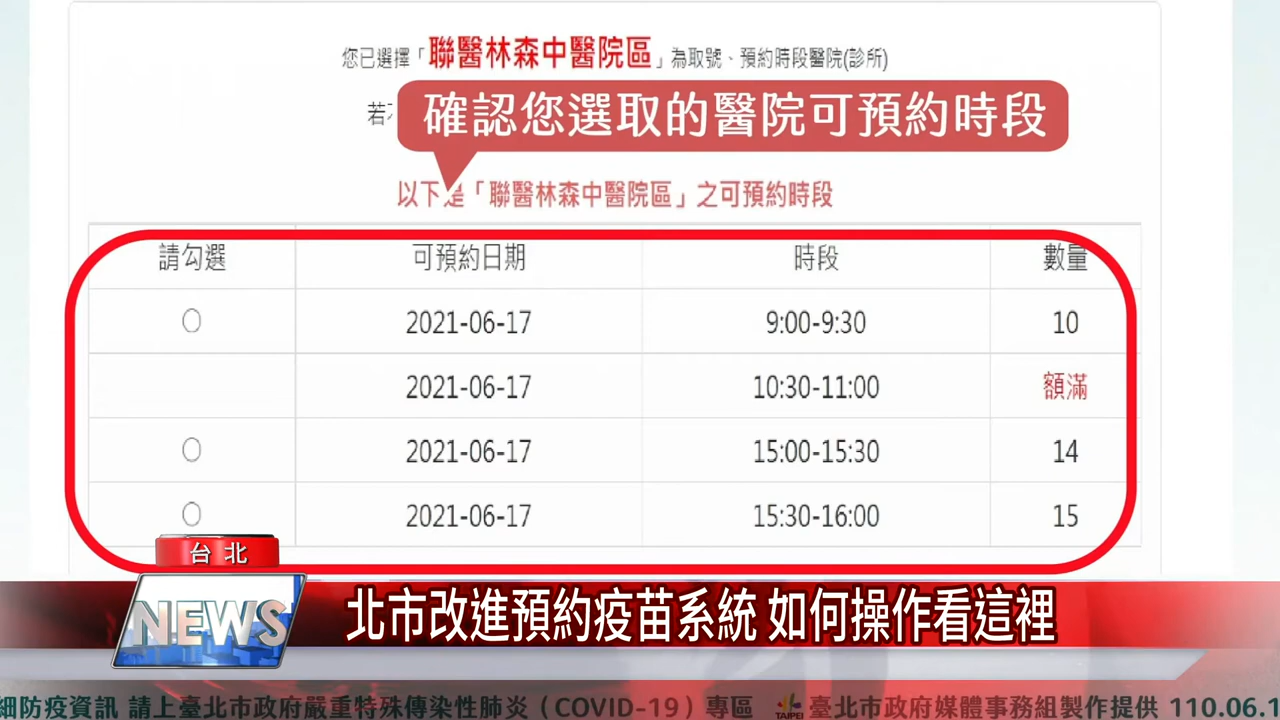 您已選擇「聯醫林森中醫院區」為取號、預約時段醫院(診所)
若
確認您選取的醫院可預約時段
以下是「聯醫林森中醫院區」之可預約時段
請勾選 可預約日期 時段 數量
2021-06-17 9:00-9:30 10
2021-06-17 10:30-11:00 額滿
2021-06-17 15:00-15:30 14
2021-06-17 15:30-16:00 15
台北
NEWS
北市改進預約疫苗系統 如何操作看這裡
細防疫資訊 請上臺北市政府嚴重特殊傳染性肺炎（COVID-19）專區 TAIPEI 臺北市政府媒體事務組製作提供 110.06.1